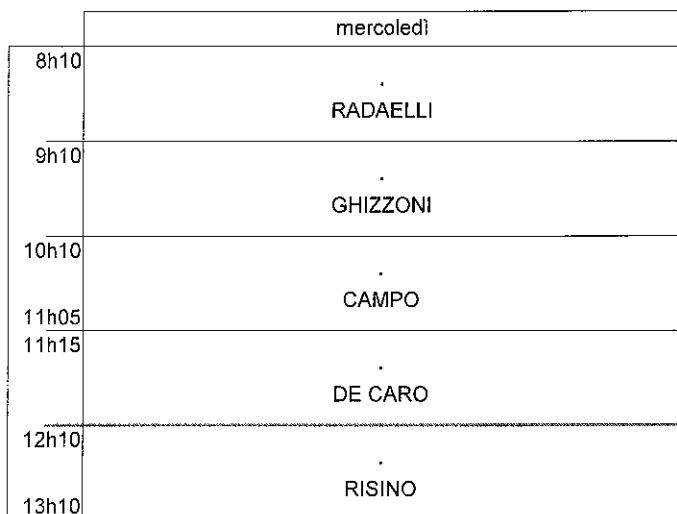 mercoledì
8h10
RADAELLI
9h10
GHIZZONI
10h10
CAMPO
11h05
11h15
DE CARO
12h10
RISINO
13h10